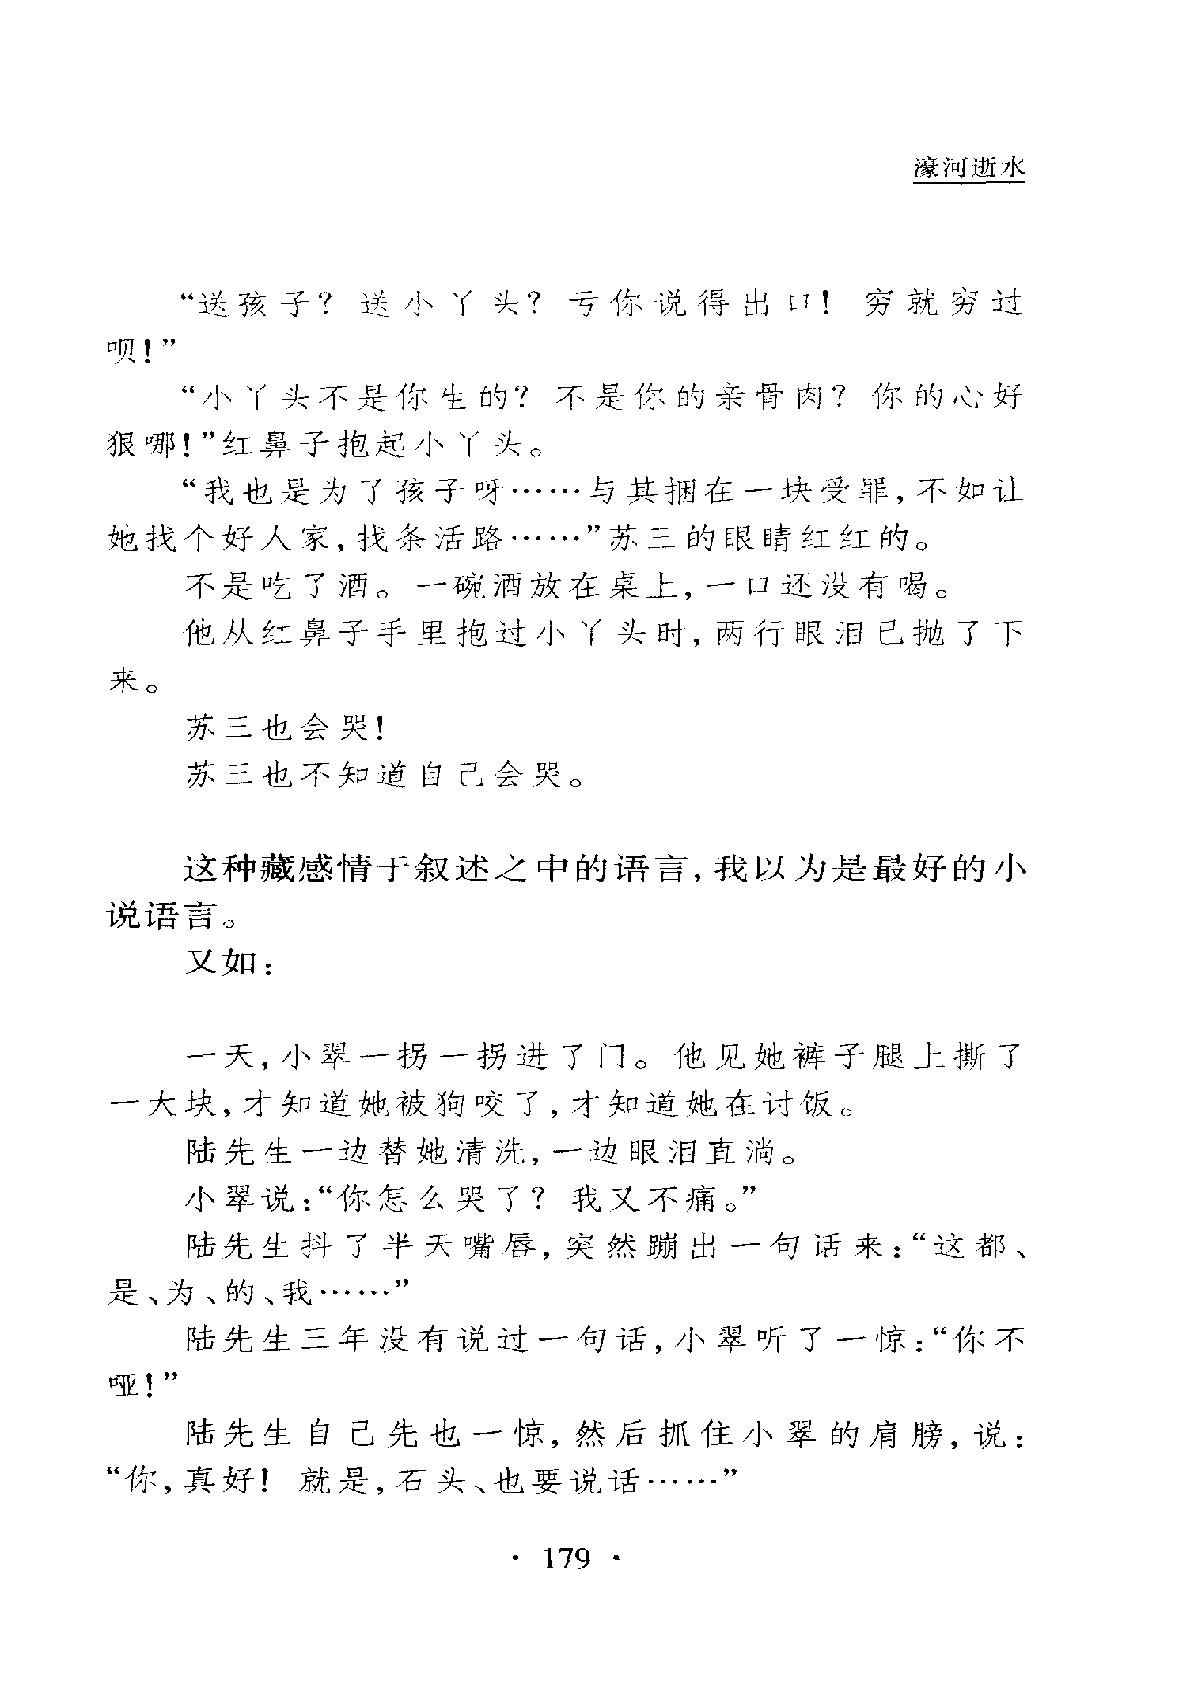 濠河逝水
“送孩子？送小丫头？亏你说得出口！穷就穷过
呗！”
“小丫头不是你生的？不是你的亲骨肉？你的心好
狠哪！”红鼻子抱起小丫头。
“我也是为了孩子呀……与其捆在一块受罪，不如让
她找个好人家，找条活路……”苏三的眼睛红红的。
不是吃了酒。一碗酒放在桌上，一口还没有喝。
他从红鼻子手里抱过小丫头时，两行眼泪已抛了下
来。
苏三也会哭！
苏三也不知道自己会哭。
这种藏感情于叙述之中的语言，我以为是最好的小
说语言。
又如：
一天，小翠一拐一拐进了门。他见她裤子腿上撕了
一大块，才知道她被狗咬了，才知道她在讨饭。
陆先生一边替她清洗，一边眼泪直淌。
小翠说：“你怎么哭了？我又不痛。”
陆先生抖了半天嘴唇，突然蹦出一句话来：“这都、
是、为、的、我……”
陆先生三年没有说过一句话，小翠听了一惊：“你不
哑！”
陆先生自己先也一惊，然后抓住小翠的肩膀，说：
“你，真好！就是，石头、也要说话……”
· 179 ·